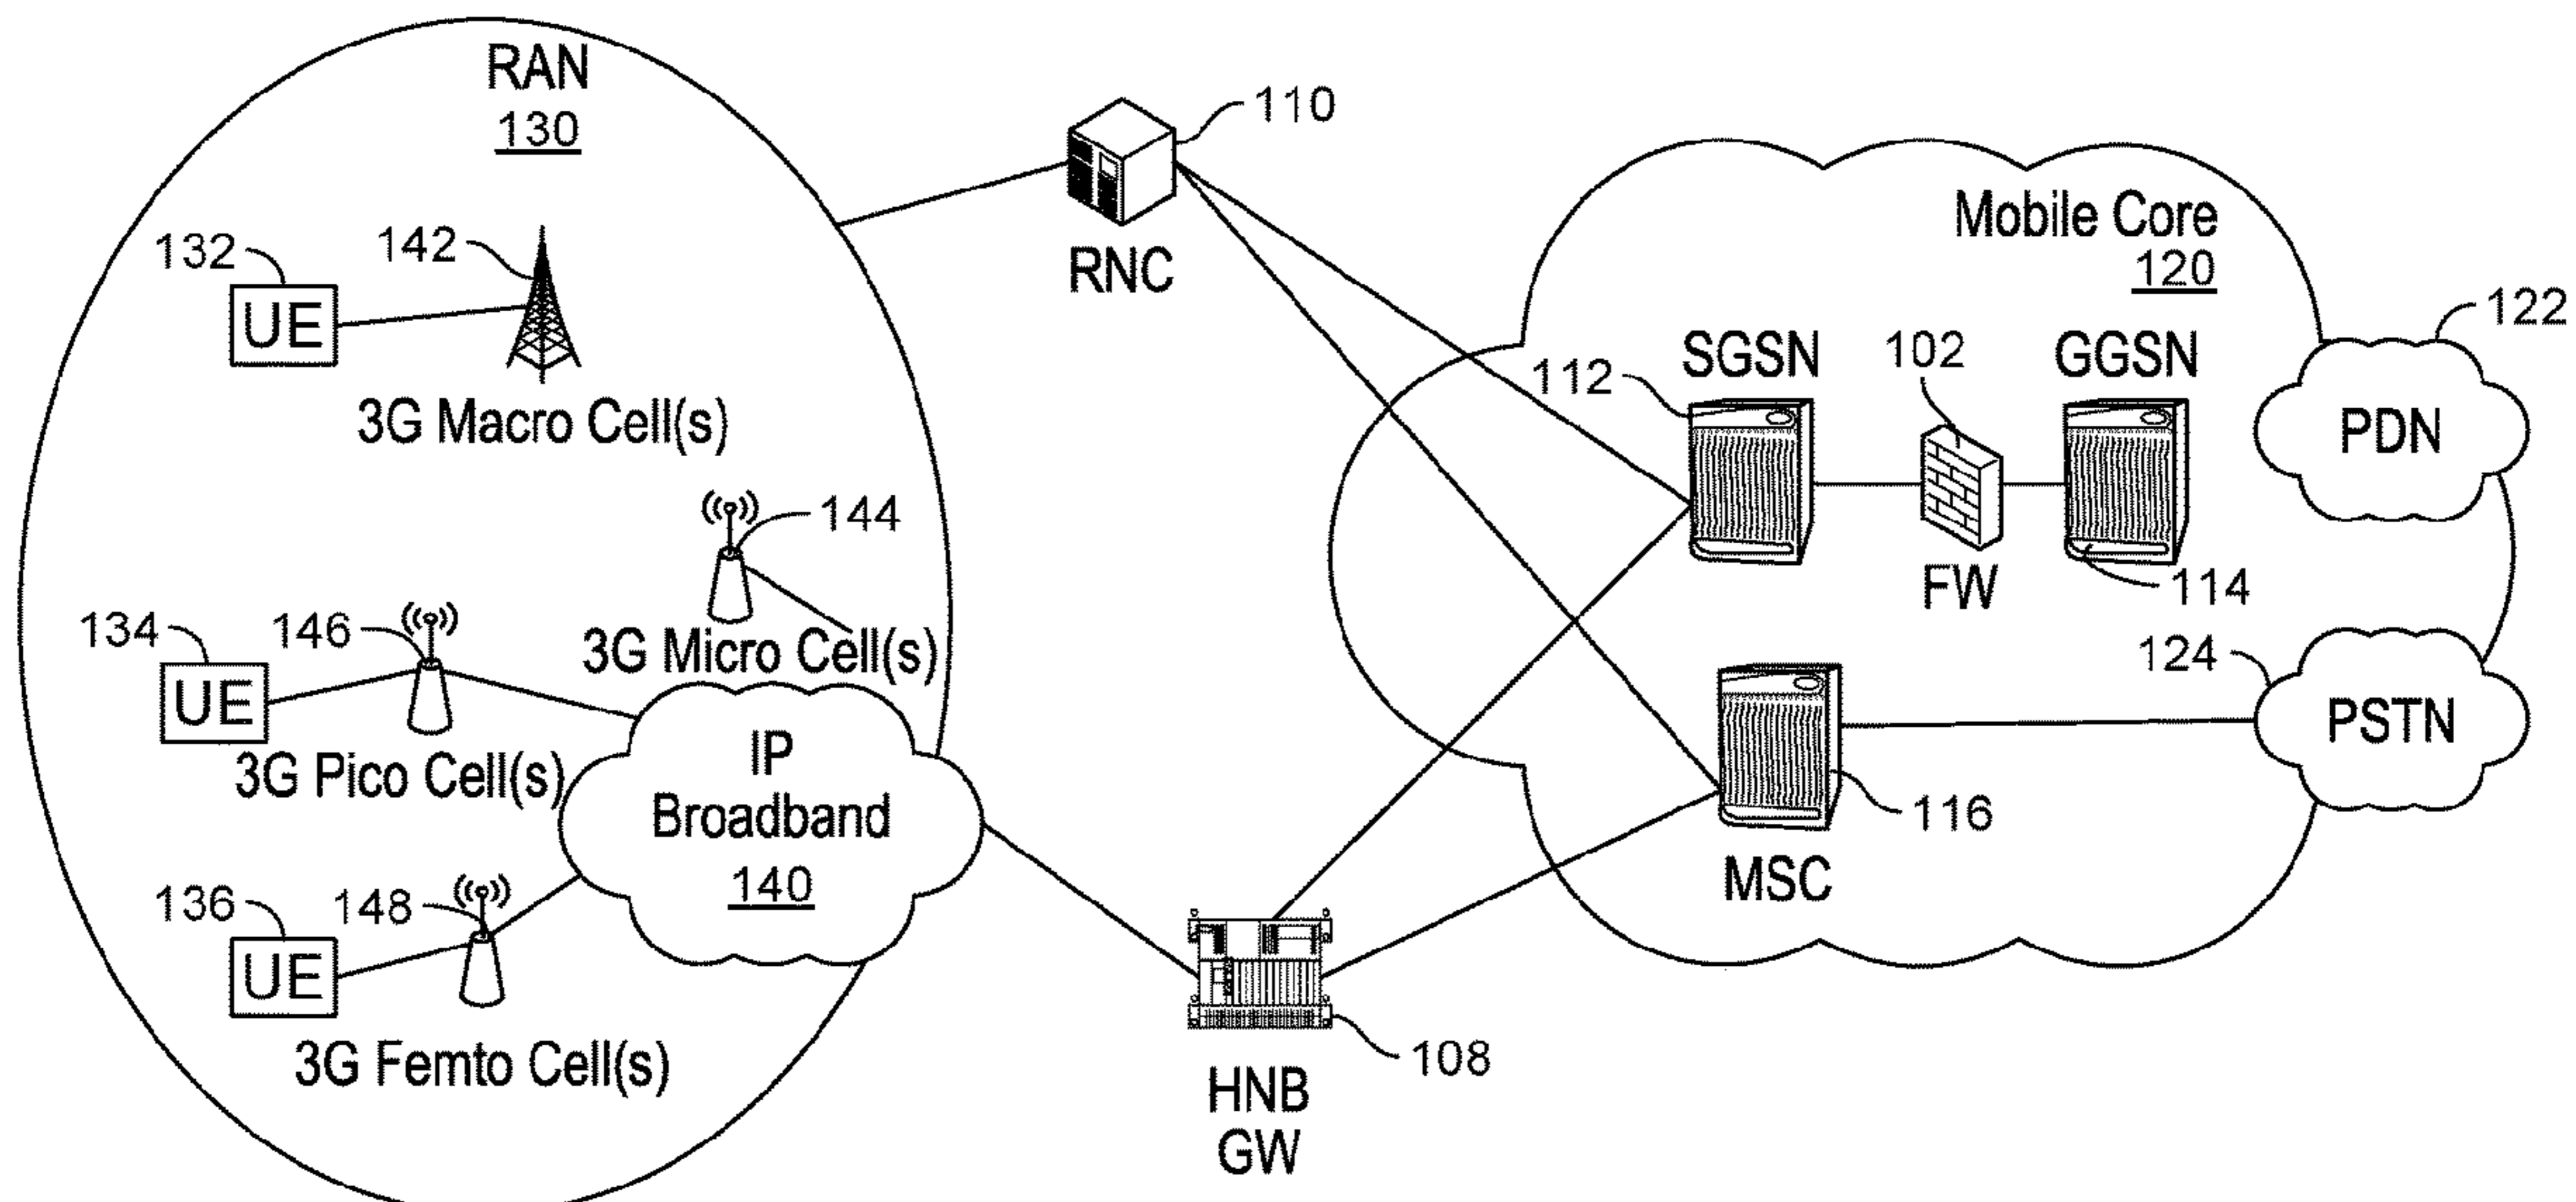 RAN
130
132
142
UE
3G Macro Cell(s)
144
3G Micro Cell(s)
134
146
UE
3G Pico Cell(s)
IP
Broadband
140
136
148
UE
3G Femto Cell(s)
110
RNC
108
HNB
GW
Mobile Core
120
112
SGSN
102
GGSN
FW
114
116
MSC
122
PDN
124
PSTN